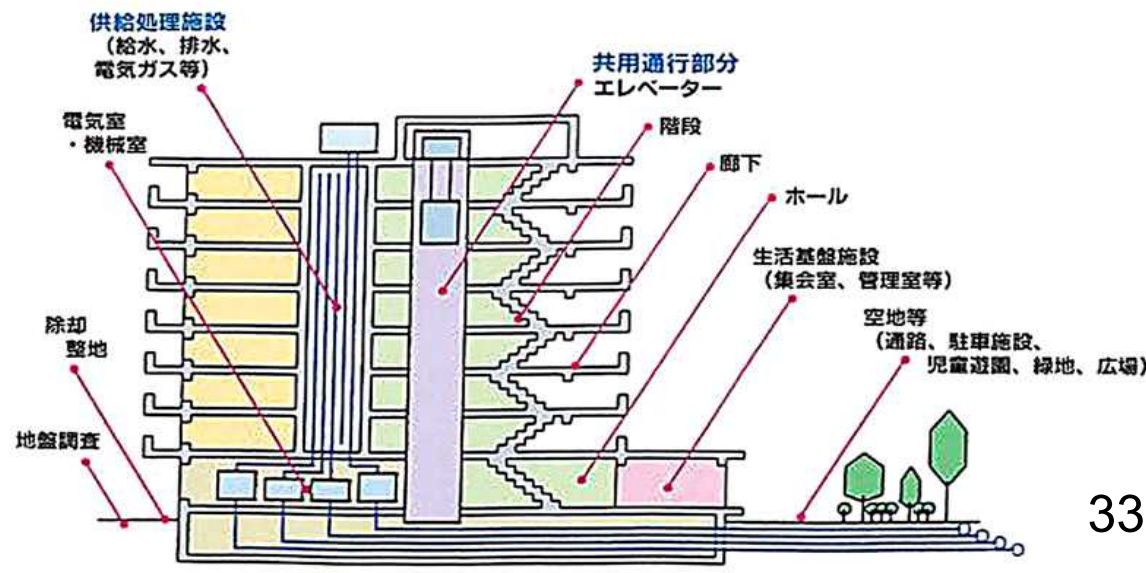 供給処理施設
（給水、排水、
電気ガス等）
共用通行部分
エレベーター
電気室
・機械室
階段
廊下
ホール
生活基盤施設
（集会室、管理室等）
除却
整地
空地等
（通路、駐車施設、
児童遊園、緑地、広場）
地盤調査
33